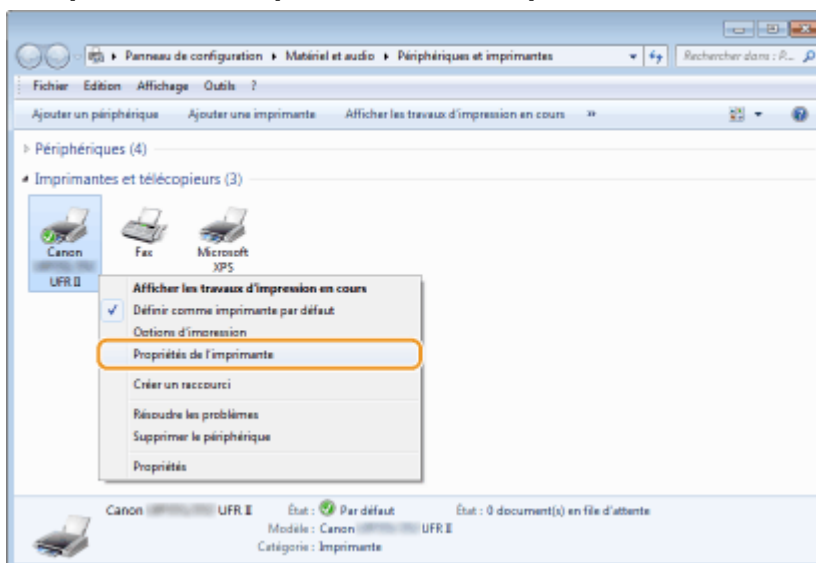 Panneau de configuration ▸ Matériel et audio ▸ Périphériques et imprimantes
Rechercher dans : P...
Fichier Edition Affichage Outils ?
Ajouter un périphérique Ajouter une imprimante Afficher les travaux d'impression en cours »
Périphériques (4)
Imprimantes et télécopieurs (3)
Canon
UFR II
Fax
Microsoft
XPS
Afficher les travaux d'impression en cours
Définir comme imprimante par défaut
Options d'impression
Propriétés de l'imprimante
Créer un raccourci
Résoudre les problèmes
Supprimer le périphérique
Propriétés
Canon UFR II État : Par défaut État : 0 document(s) en file d'attente
Modèle : Canon UFR II
Catégorie : Imprimante